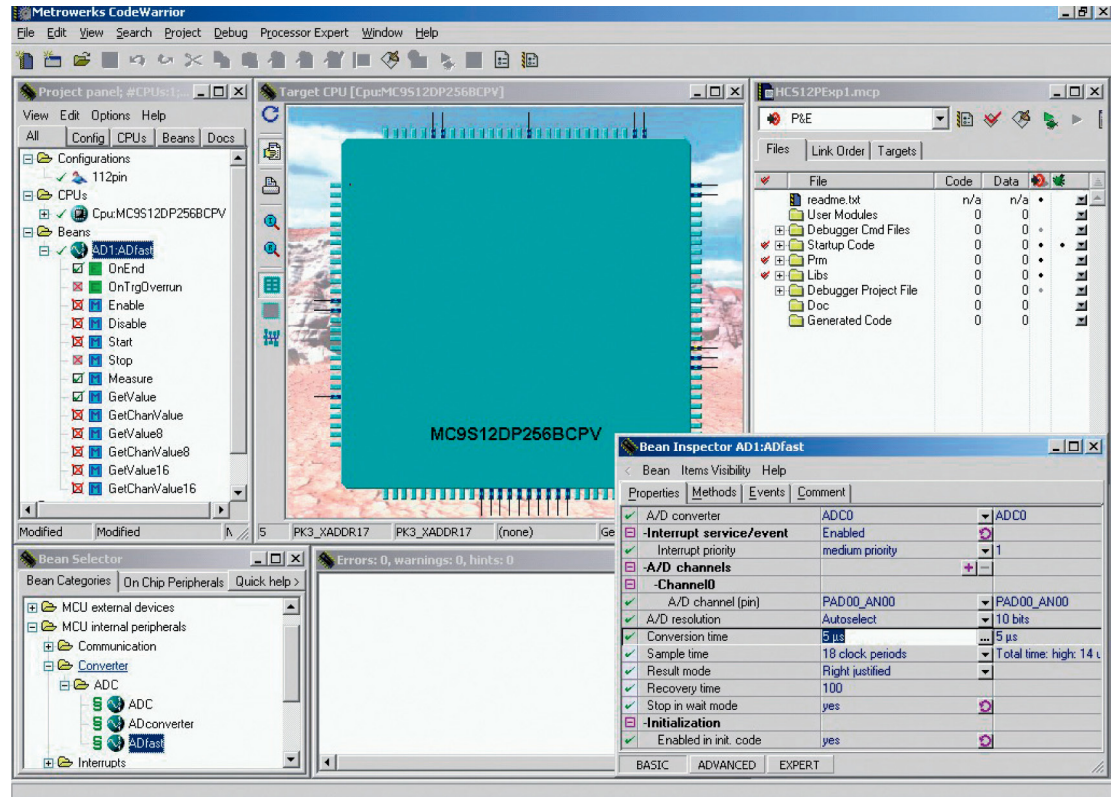 Metrowerks CodeWarrior
File Edit View Search Project Debug Processor Expert Window Help
Project panel; #CPUs:1;...
View Edit Options Help
All Config CPUs Beans Docs
Configurations
112pin
CPUs
Cpu:MC9S12DP256BCPV
Beans
AD1:ADfast
OnEnd
OnTrgOverrun
Enable
Disable
Start
Stop
Measure
GetValue
GetChanValue
GetValue8
GetChanValue8
GetValue16
GetChanValue16
Modified Modified
Target CPU [Cpu:MC9S12DP256BCPV]
MC9S12DP256BCPV
5 PK3_XADDR17 PK3_XADDR17 (none) Ge
HCS12PExp1.mcp
P&E
Files Link Order Targets
File Code Data
readme.txt n/a n/a
User Modules 0 0
Debugger Cmd Files 0 0
Startup Code 0 0
Prm 0 0
Libs 0 0
Debugger Project File 0 0
Doc 0 0
Generated Code 0 0
Bean Selector
Bean Categories On Chip Peripherals Quick help >
MCU external devices
MCU internal peripherals
Communication
Converter
ADC
ADC
ADconverter
ADfast
Interrupts
Errors: 0, warnings: 0, hints: 0
Bean Inspector AD1:ADfast
< Bean Items Visibility Help
Properties Methods Events Comment
A/D converter ADC0 ADC0
-Interrupt service/event Enabled
Interrupt priority medium priority 1
-A/D channels + -
-Channel0
A/D channel (pin) PAD00_AN00 PAD00_AN00
A/D resolution Autoselect 10 bits
Conversion time 5 µs ... 5 µs
Sample time 18 clock periods Total time: high: 14 u
Result mode Right justified
Recovery time 100
Stop in wait mode yes
-Initialization
Enabled in init. code yes
BASIC ADVANCED EXPERT